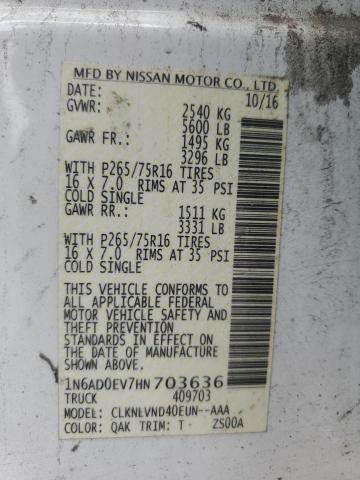 MFD BY NISSAN MOTOR CO., LTD.
DATE: 10/16
GVWR: 2540 KG
5600 LB
GAWR FR.: 1495 KG
3296 LB
WITH P265/75R16 TIRES
16 X 7.0 RIMS AT 35 PSI
COLD SINGLE
GAWR RR.: 1511 KG
3331 LB
WITH P265/75R16 TIRES
16 X 7.0 RIMS AT 35 PSI
COLD SINGLE
THIS VEHICLE CONFORMS TO
ALL APPLICABLE FEDERAL
MOTOR VEHICLE SAFETY AND
THEFT PREVENTION STANDARDS
IN EFFECT ON THE DATE OF
MANUFACTURE SHOWN ABOVE.
1N6AD0EV7HN703636
TRUCK 409703
MODEL: CLKNLVND40EUN--AAA
COLOR: QAK TRIM: T ZS00A